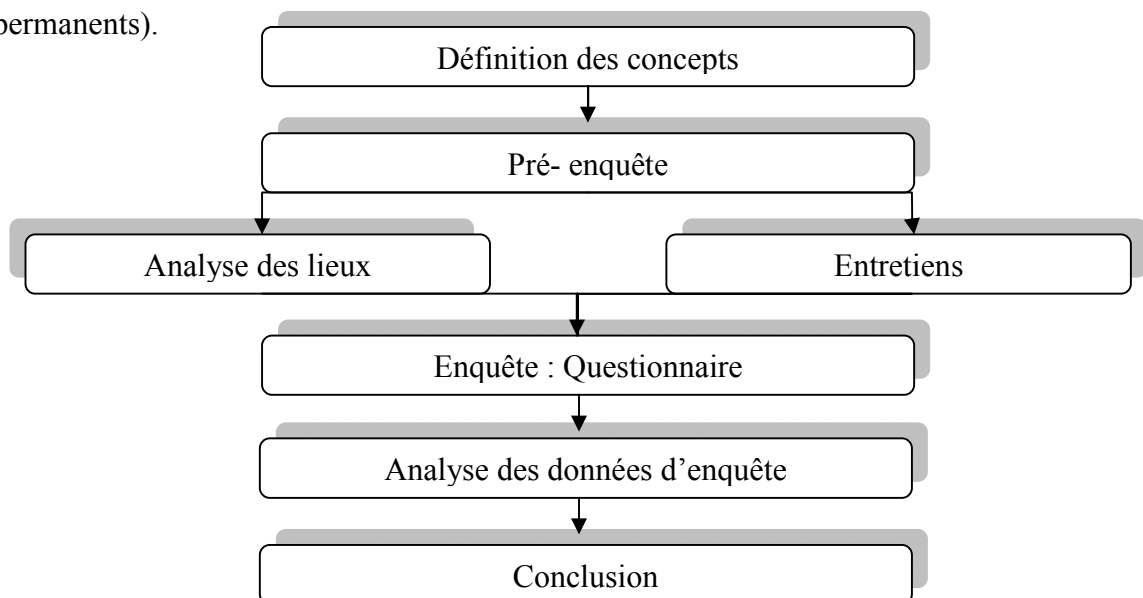 permanents).
Définition des concepts
Pré- enquête
Analyse des lieux
Entretiens
Enquête : Questionnaire
Analyse des données d’enquête
Conclusion